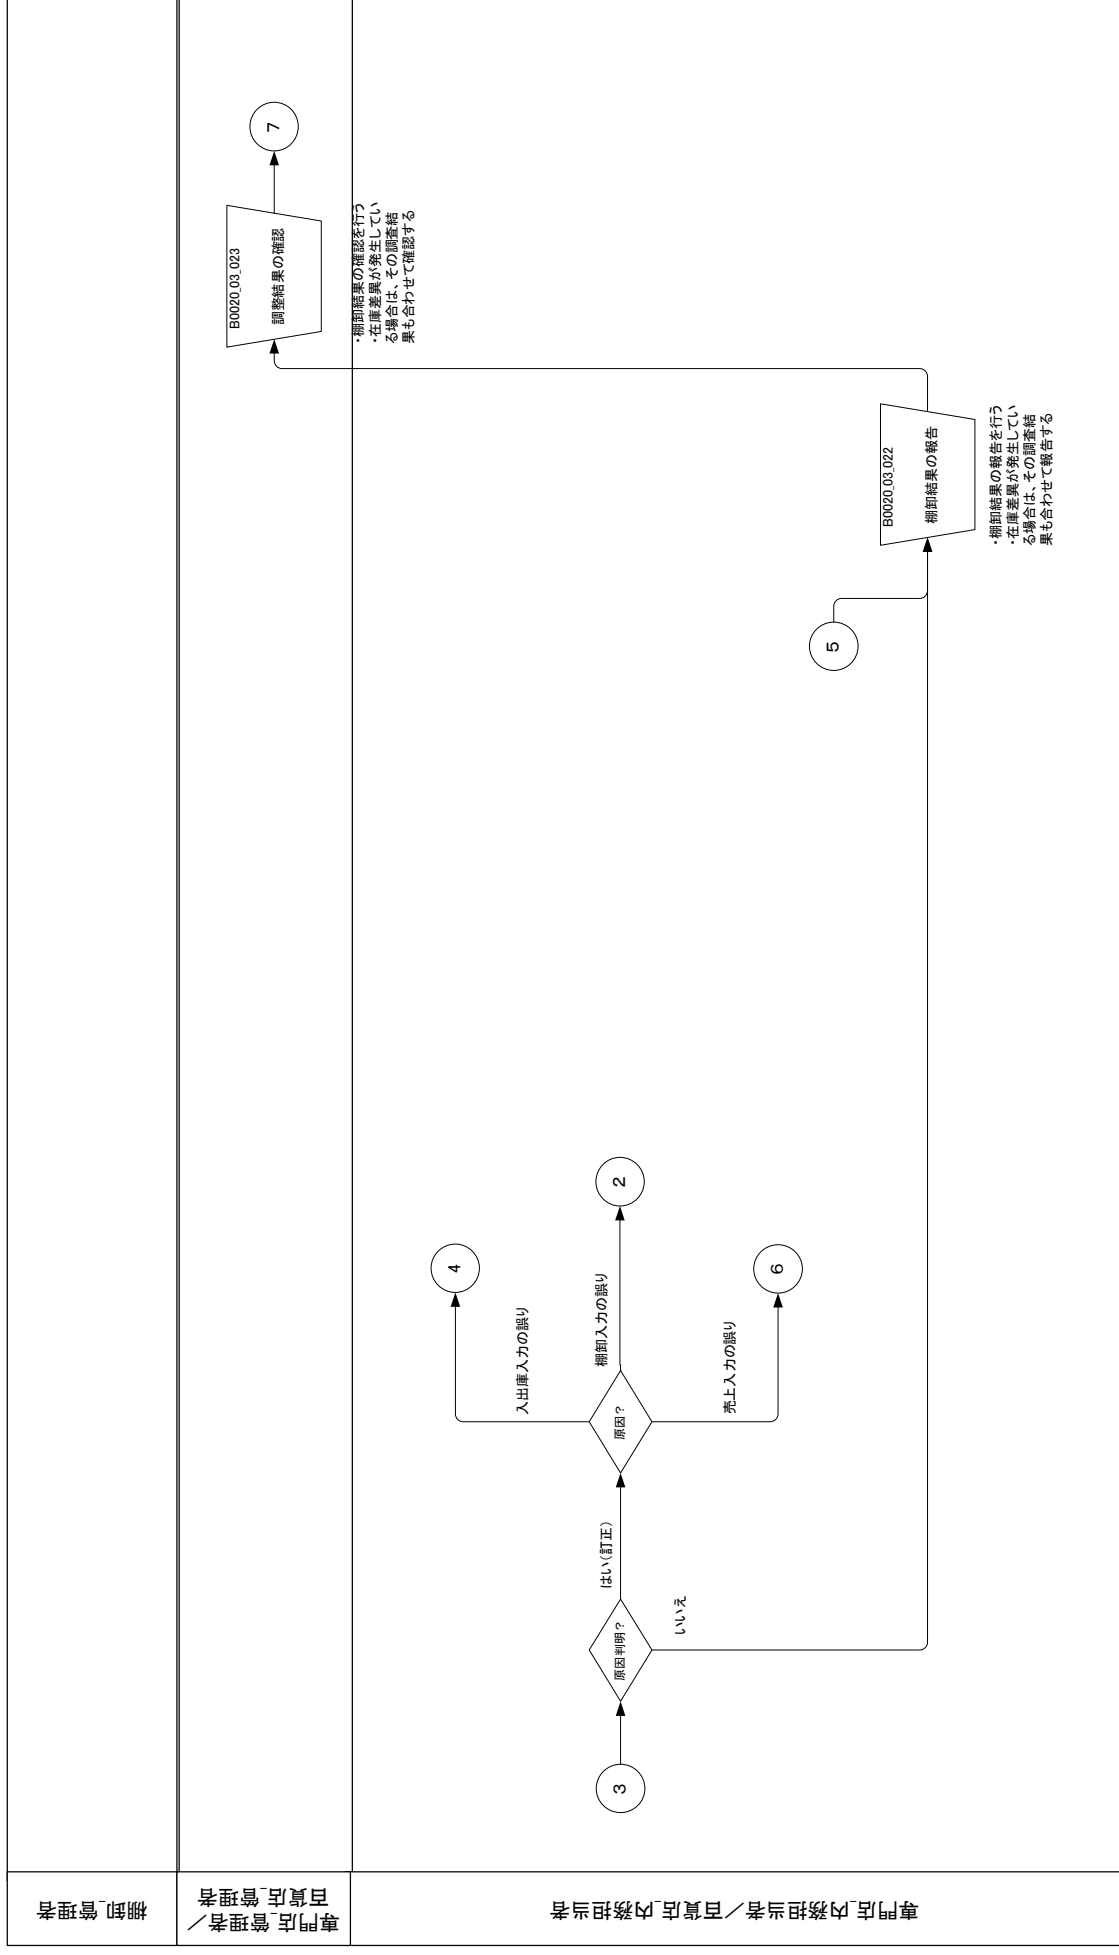 棚卸_管理者
専門店_管理者／
百貨店_管理者
専門店_内務担当者／百貨店_内務担当者
3
原因判明？
はい（訂正）
いいえ
原因？
入出庫入力の誤り
棚卸入力の誤り
売上入力の誤り
4
2
6
5
B0020_03_022
棚卸結果の報告
・棚卸結果の報告を行う
・在庫差異が発生してい
る場合は、その調査結
果も合わせて報告する
B0020_03_023
調整結果の確認
・棚卸結果の確認を行う
・在庫差異が発生してい
る場合は、その調査結
果も合わせて確認する
7